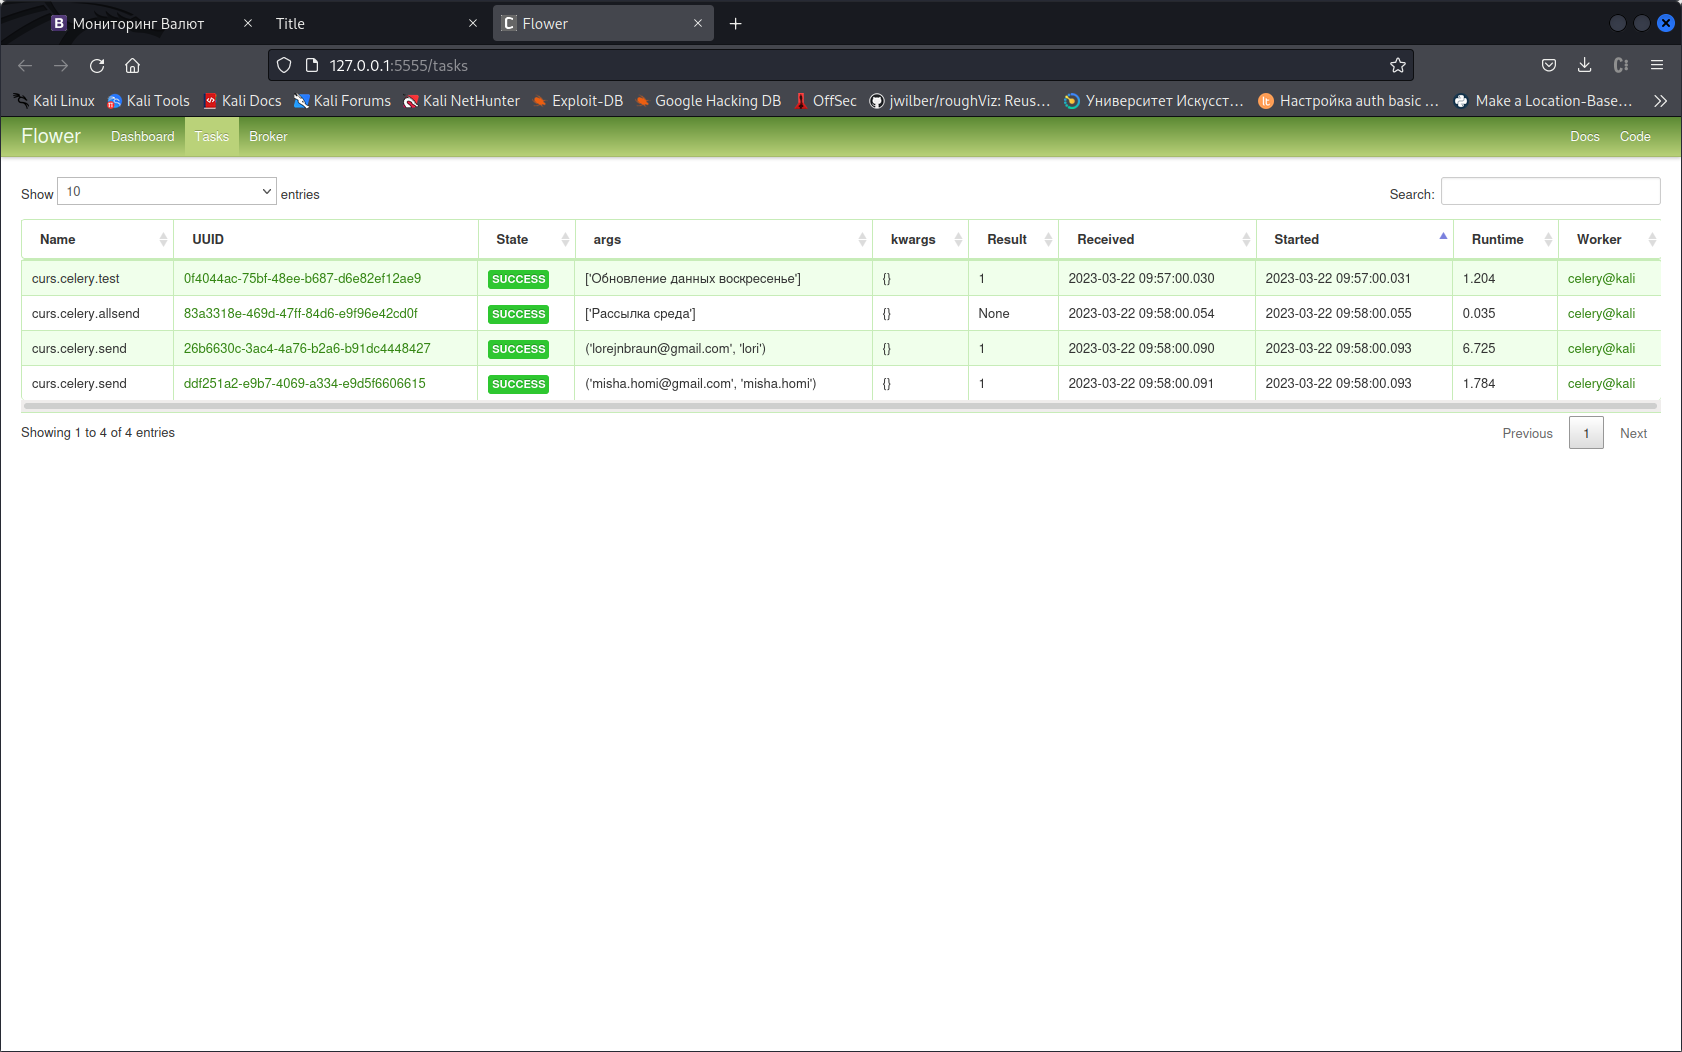 Мониторинг Валют
Title
Flower
127.0.0.1:5555/tasks
Kali Linux Kali Tools Kali Docs Kali Forums Kali NetHunter Exploit-DB Google Hacking DB OffSec jwilber/roughViz: Reus… Университет Искусст… Настройка auth basic … Make a Location-Base…
Flower Dashboard Tasks Broker Docs Code
Show 10 entries Search:
Name UUID State args kwargs Result Received Started Runtime Worker
curs.celery.test 0f4044ac-75bf-48ee-b687-d6e82ef12ae9 SUCCESS ['Обновление данных воскресенье'] {} 1 2023-03-22 09:57:00.030 2023-03-22 09:57:00.031 1.204 celery@kali
curs.celery.allsend 83a3318e-469d-47ff-84d6-e9f96e42cd0f SUCCESS ['Рассылка среда'] {} None 2023-03-22 09:58:00.054 2023-03-22 09:58:00.055 0.035 celery@kali
curs.celery.send 26b6630c-3ac4-4a76-b2a6-b91dc4448427 SUCCESS ('lorejnbraun@gmail.com', 'lori') {} 1 2023-03-22 09:58:00.090 2023-03-22 09:58:00.093 6.725 celery@kali
curs.celery.send ddf251a2-e9b7-4069-a334-e9d5f6606615 SUCCESS ('misha.homi@gmail.com', 'misha.homi') {} 1 2023-03-22 09:58:00.091 2023-03-22 09:58:00.093 1.784 celery@kali
Showing 1 to 4 of 4 entries Previous 1 Next